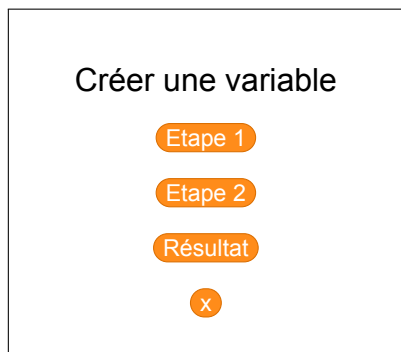 Créer une variable
Etape 1
Etape 2
Résultat
x